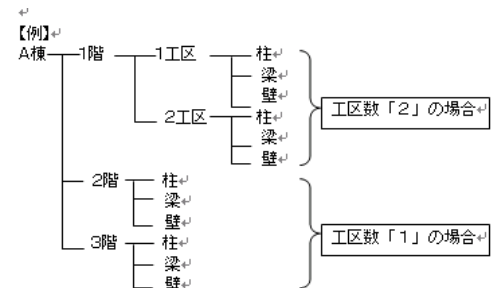 【例】
A棟 1階 1工区 柱
梁
壁
2工区 柱
梁
壁
工区数「2」の場合
2階 柱
梁
壁
3階 柱
梁
壁
工区数「1」の場合